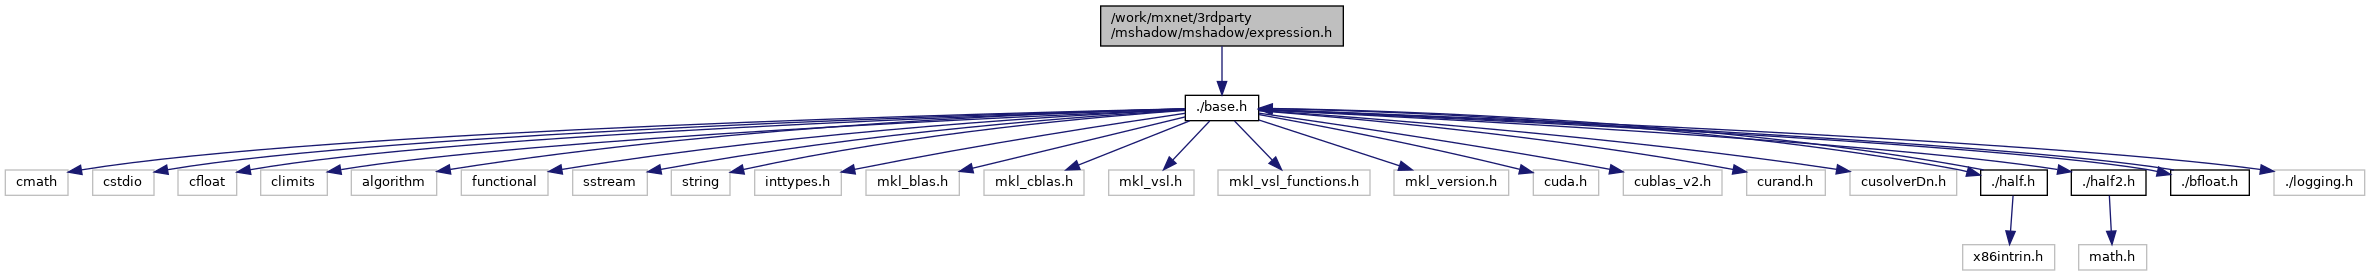 /work/mxnet/3rdparty
/mshadow/mshadow/expression.h
./base.h
cmath
cstdio
cfloat
climits
algorithm
functional
sstream
string
inttypes.h
mkl_blas.h
mkl_cblas.h
mkl_vsl.h
mkl_vsl_functions.h
mkl_version.h
cuda.h
cublas_v2.h
curand.h
cusolverDn.h
./half.h
./half2.h
./bfloat.h
./logging.h
x86intrin.h
math.h